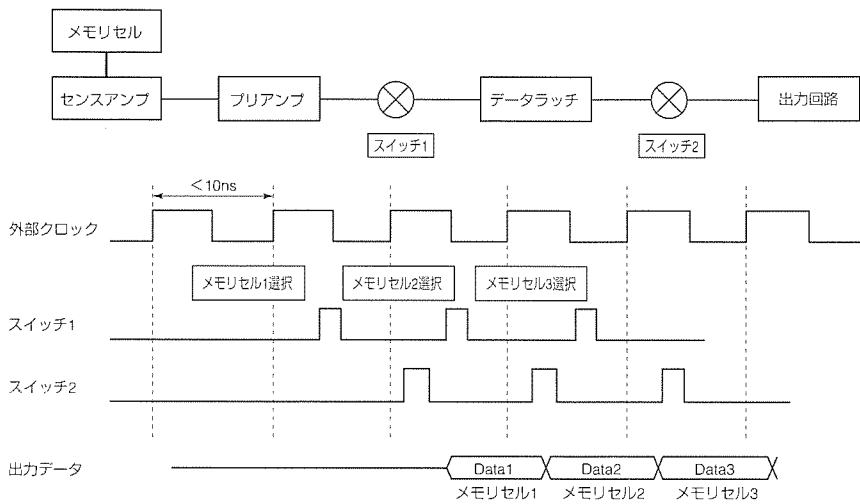 メモリセル
センスアンプ
プリアンプ
データラッチ
出力回路
スイッチ1
スイッチ2
<10ns
外部クロック
メモリセル1選択
メモリセル2選択
メモリセル3選択
スイッチ1
スイッチ2
出力データ
Data1
Data2
Data3
メモリセル1
メモリセル2
メモリセル3